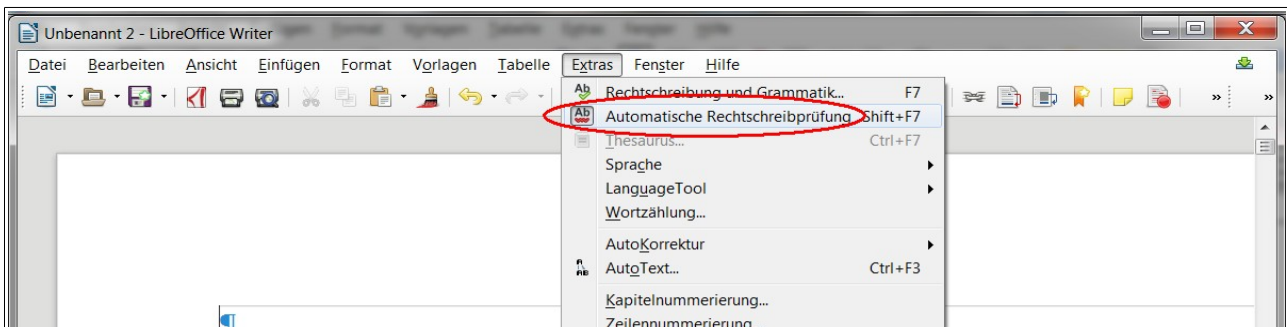 Unbenannt 2 - LibreOffice Writer
Datei Bearbeiten Ansicht Einfügen Format Vorlagen Tabelle Extras Fenster Hilfe
Rechtschreibung und Grammatik... F7
Automatische Rechtschreibprüfung Shift+F7
Thesaurus... Ctrl+F7
Sprache
LanguageTool
Wortzählung...
AutoKorrektur
AutoText... Ctrl+F3
Kapitelnummerierung...
Zeilennummerierung